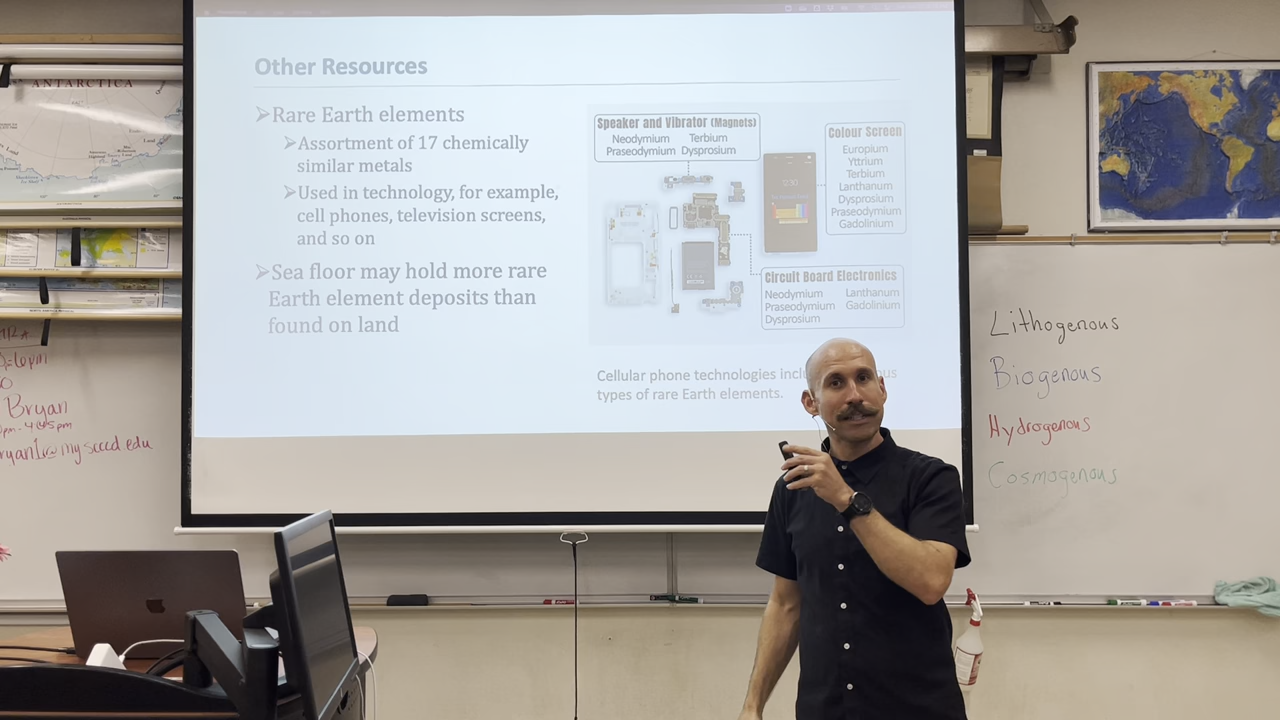 ANTARCTICA
Other Resources
➢Rare Earth elements
➢Assortment of 17 chemically
similar metals
➢Used in technology, for example,
cell phones, television screens,
and so on
➢Sea floor may hold more rare
Earth element deposits than
found on land
Speaker and Vibrator (Magnets)
Neodymium Terbium
Praseodymium Dysprosium
Colour Screen
Europium
Yttrium
Terbium
Lanthanum
Dysprosium
Praseodymium
Gadolinium
Circuit Board Electronics
Neodymium Lanthanum
Praseodymium Gadolinium
Dysprosium
Cellular phone technologies
types of rare Earth elements.
Bryan
Lithogenous
Biogenous
Hydrogenous
Cosmogenous